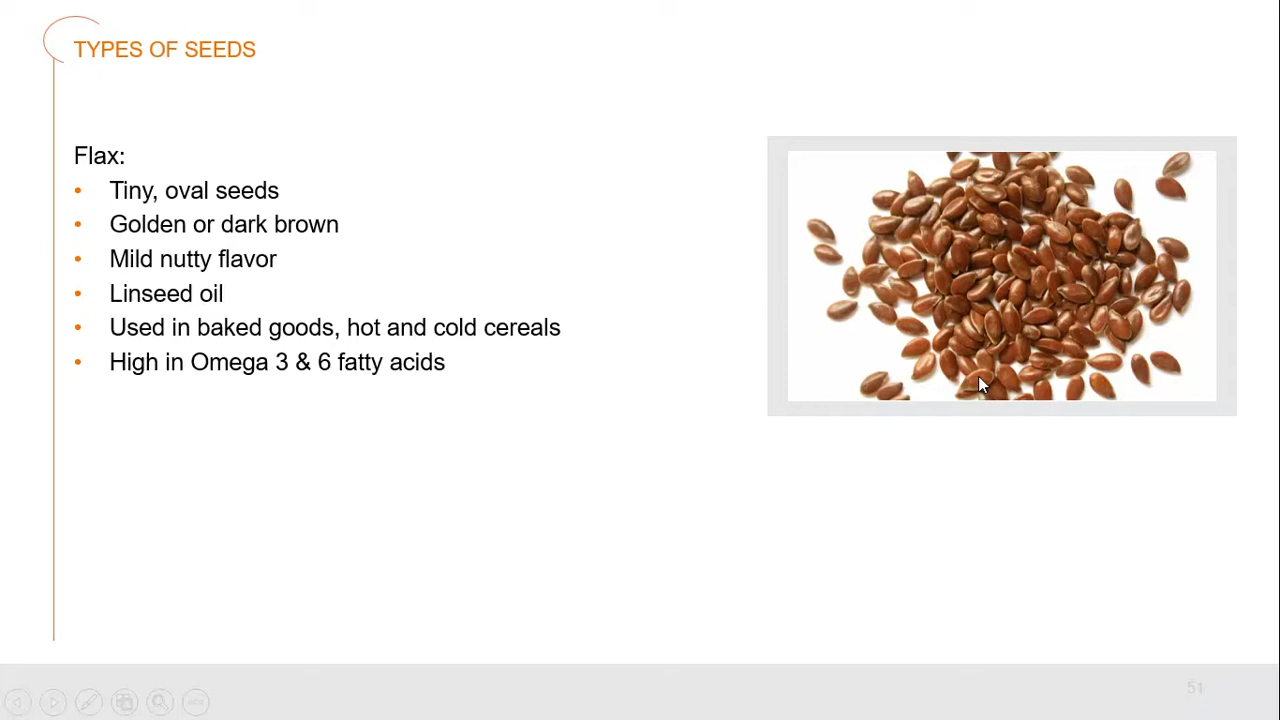 TYPES OF SEEDS
Flax:
• Tiny, oval seeds
• Golden or dark brown
• Mild nutty flavor
• Linseed oil
• Used in baked goods, hot and cold cereals
• High in Omega 3 & 6 fatty acids
51